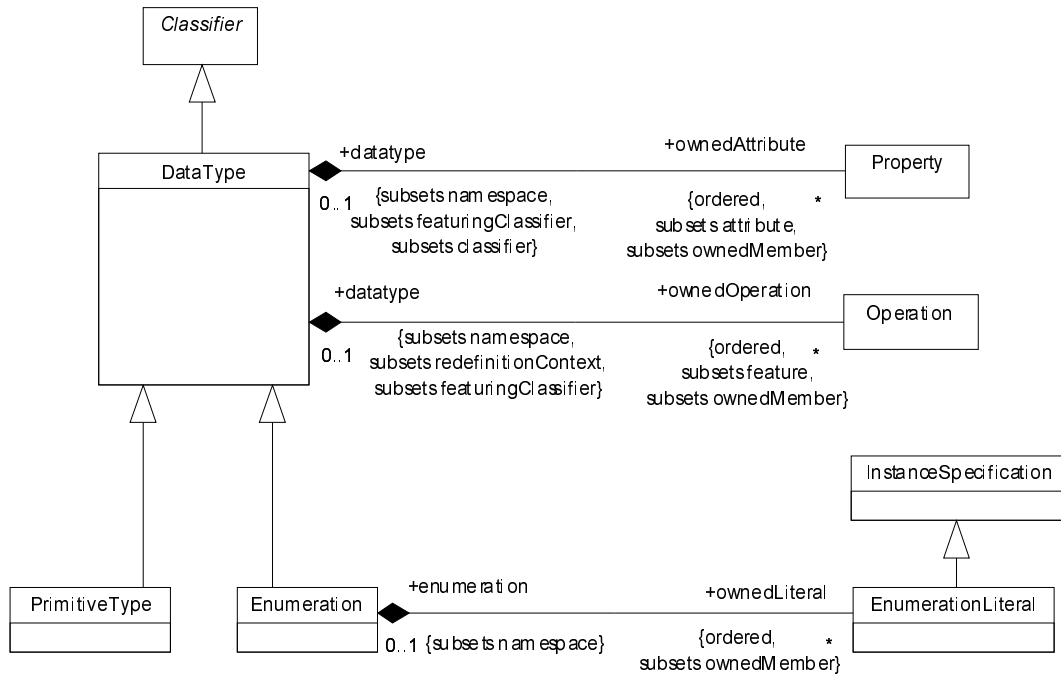 Classifier
DataType
+datatype
+ownedAttribute
Property
0..1
{subsets namespace,
subsets featuringClassifier,
subsets classifier}
{ordered,
subsets attribute,
subsets ownedMember}
*
+datatype
+ownedOperation
Operation
0..1
{subsets namespace,
subsets redefinitionContext,
subsets featuringClassifier}
{ordered,
subsets feature,
subsets ownedMember}
*
InstanceSpecification
PrimitiveType
Enumeration
+enumeration
+ownedLiteral
EnumerationLiteral
0..1
{subsets namespace}
{ordered,
subsets ownedMember}
*